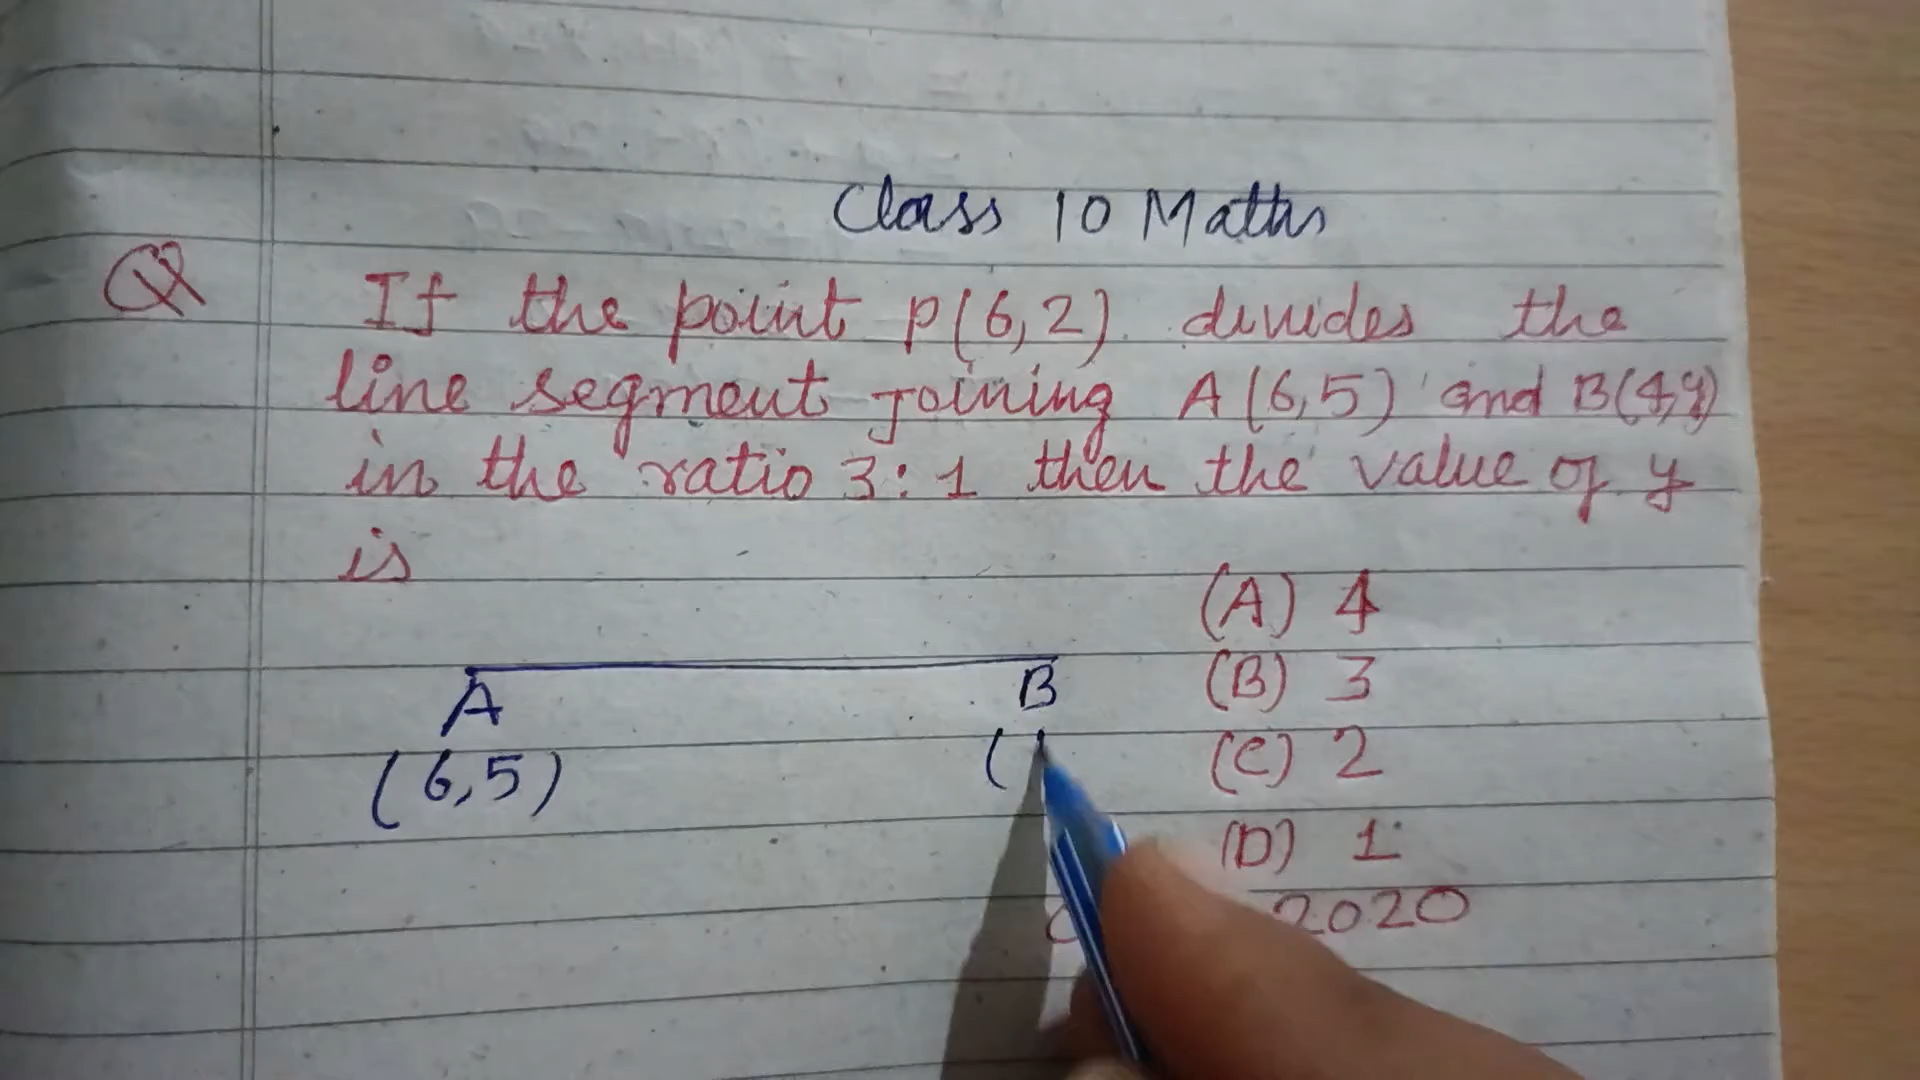 Class 10 Maths
Q If the point P(6,2) divides the
line segment joining A(6,5) and B(4,y)
in the ratio 3:1 then the value of y
is
(A) 4
A B (B) 3
(6,5) ( (C) 2
(D) 1
2020